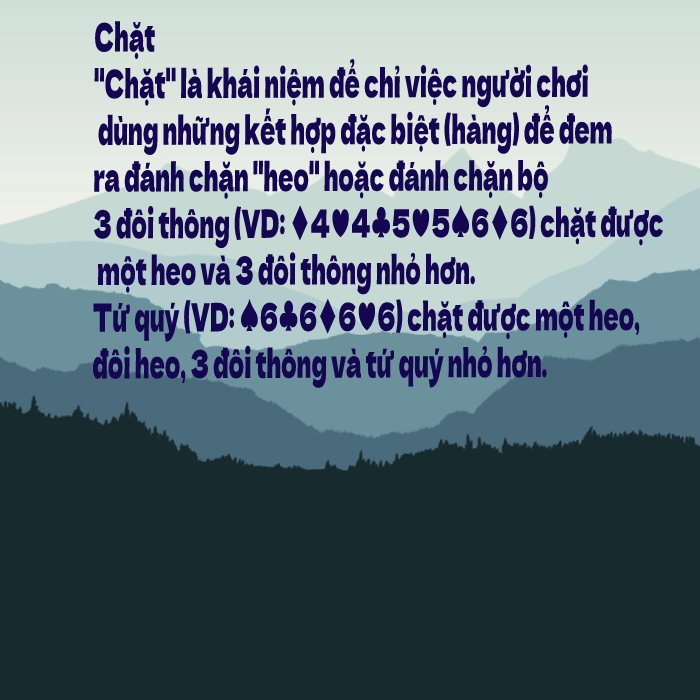 Chặt
"Chặt" là khái niệm để chỉ việc người chơi
dùng những kết hợp đặc biệt (hàng) để đem
ra đánh chặn "heo" hoặc đánh chặn bộ
3 đôi thông (VD: ♦4♥4♣5♥5♠6♦6) chặt được
một heo và 3 đôi thông nhỏ hơn.
Tứ quý (VD: ♠6♣6♦6♥6) chặt được một heo,
đôi heo, 3 đôi thông và tứ quý nhỏ hơn.